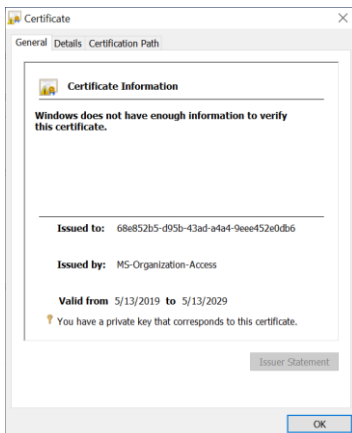 Certificate
General Details Certification Path
Certificate Information
Windows does not have enough information to verify
this certificate.
Issued to: 68e852b5-d95b-43ad-a4a4-9eee452e0db6
Issued by: MS-Organization-Access
Valid from 5/13/2019 to 5/13/2029
You have a private key that corresponds to this certificate.
Issuer Statement
OK